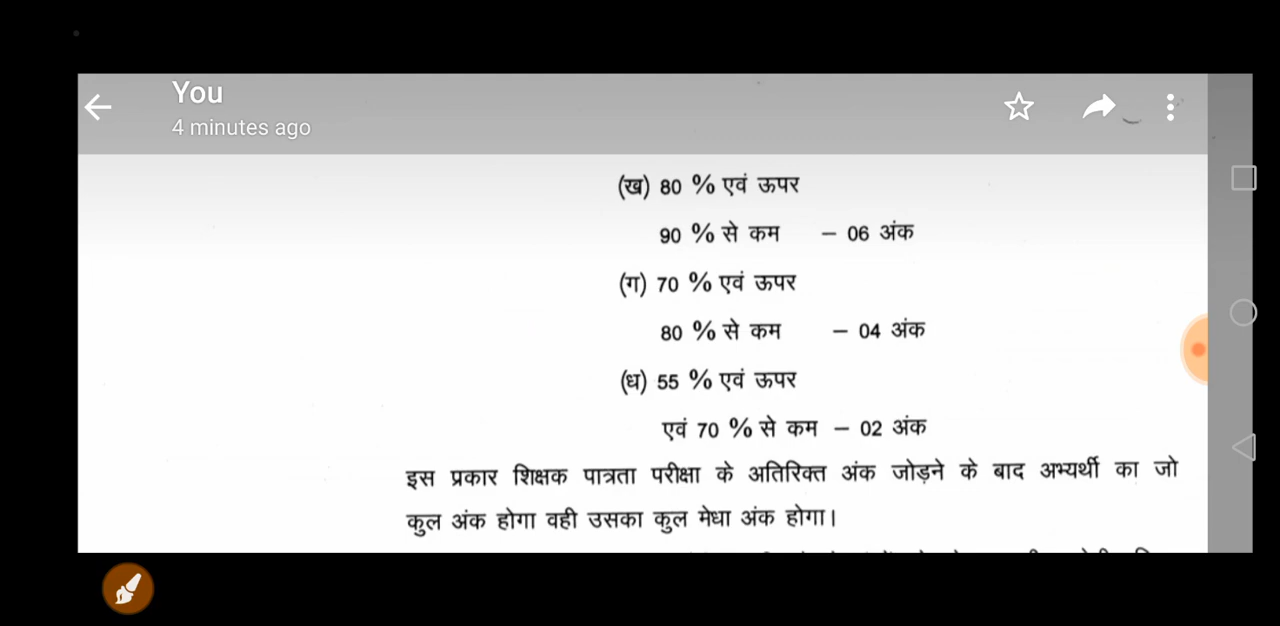 You
4 minutes ago
(ख) 80 % एवं ऊपर
90 % से कम – 06 अंक
(ग) 70 % एवं ऊपर
80 % से कम – 04 अंक
(ध) 55 % एवं ऊपर
एवं 70 % से कम – 02 अंक
इस प्रकार शिक्षक पात्रता परीक्षा के अतिरिक्त अंक जोड़ने के बाद अभ्यर्थी का जो
कुल अंक होगा वही उसका कुल मेधा अंक होगा।